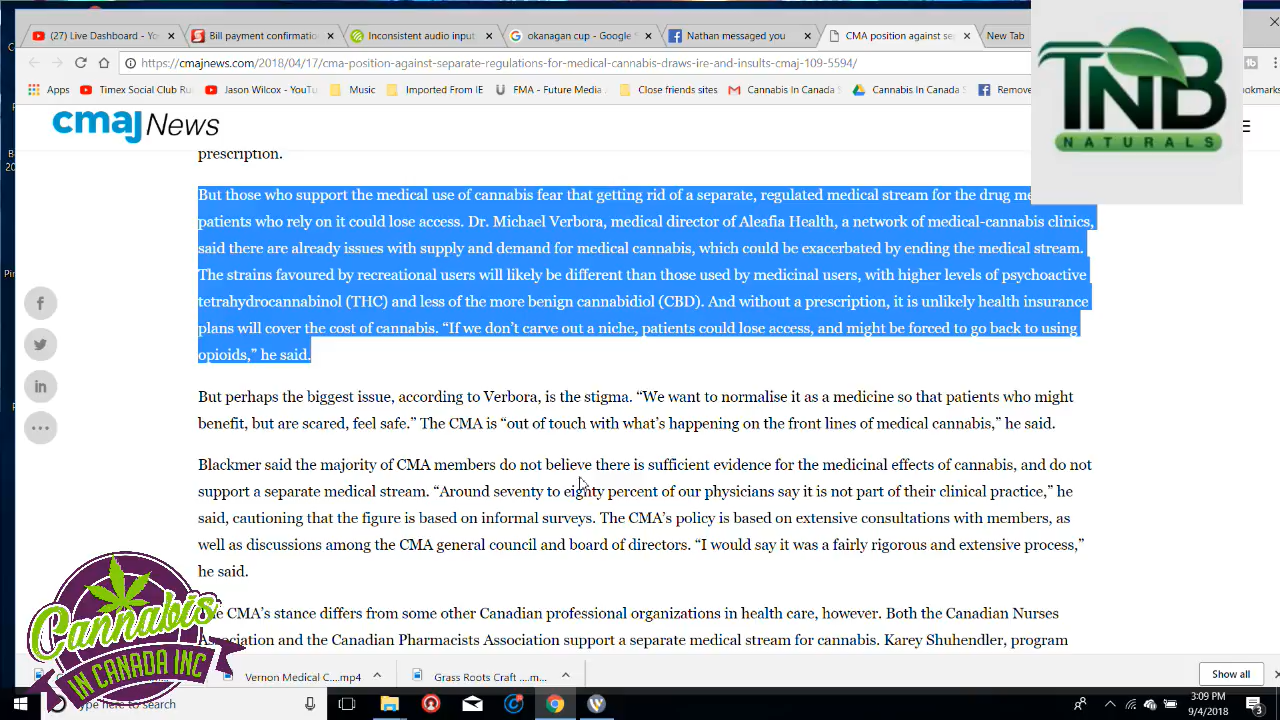 (27) Live Dashboard - Yo
Bill payment confirmation
Inconsistent audio input
okanagan cup - Google
Nathan messaged you
CMA position against se
New Tab
https://cmajnews.com/2018/04/17/cma-position-against-separate-regulations-for-medical-cannabis-draws-ire-and-insults-cmaj-109-5594/
Apps
Timex Social Club Ru
Jason Wilcox - YouTu
Music
Imported From IE
FMA - Future Media
Close friends sites
Cannabis In Canada
Cannabis In Canada
Remove
okmarks
TNB
NATURALS
cmaj News
prescription.
But those who support the medical use of cannabis fear that getting rid of a separate, regulated medical stream for the drug me
patients who rely on it could lose access. Dr. Michael Verbora, medical director of Aleafia Health, a network of medical-cannabis clinics,
said there are already issues with supply and demand for medical cannabis, which could be exacerbated by ending the medical stream.
The strains favoured by recreational users will likely be different than those used by medicinal users, with higher levels of psychoactive
tetrahydrocannabinol (THC) and less of the more benign cannabidiol (CBD). And without a prescription, it is unlikely health insurance
plans will cover the cost of cannabis. “If we don’t carve out a niche, patients could lose access, and might be forced to go back to using
opioids,” he said.
But perhaps the biggest issue, according to Verbora, is the stigma. “We want to normalise it as a medicine so that patients who might
benefit, but are scared, feel safe.” The CMA is “out of touch with what’s happening on the front lines of medical cannabis,” he said.
Blackmer said the majority of CMA members do not believe there is sufficient evidence for the medicinal effects of cannabis, and do not
support a separate medical stream. “Around seventy to eighty percent of our physicians say it is not part of their clinical practice,” he
said, cautioning that the figure is based on informal surveys. The CMA’s policy is based on extensive consultations with members, as
well as discussions among the CMA general council and board of directors. “I would say it was a fairly rigorous and extensive process,”
he said.
e CMA’s stance differs from some other Canadian professional organizations in health care, however. Both the Canadian Nurses
Association and the Canadian Pharmacists Association support a separate medical stream for cannabis. Karey Shuhendler, program
Cannabis
IN CANADA INC
Vernon Medical C....mp4
Grass Roots Craft ....m...
Show all
ype here to search
3:09 PM
9/4/2018
3